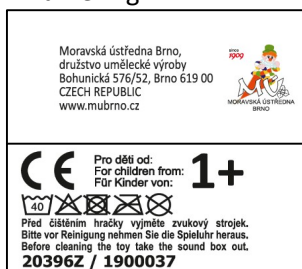 Moravská ústředna Brno,
družstvo umělecké výroby
Bohunická 576/52, Brno 619 00
CZECH REPUBLIC
www.mubrno.cz
since
1909
MORAVSKÁ ÚSTŘEDNA
BRNO
CE
Pro děti od:
For children from:
Für Kinder von:
1+
40
Před čištěním hračky vyjměte zvukový strojek.
Bitte vor Reinigung nehmen Sie die Spieluhr heraus.
Before cleaning the toy take the sound box out.
20396Z / 1900037